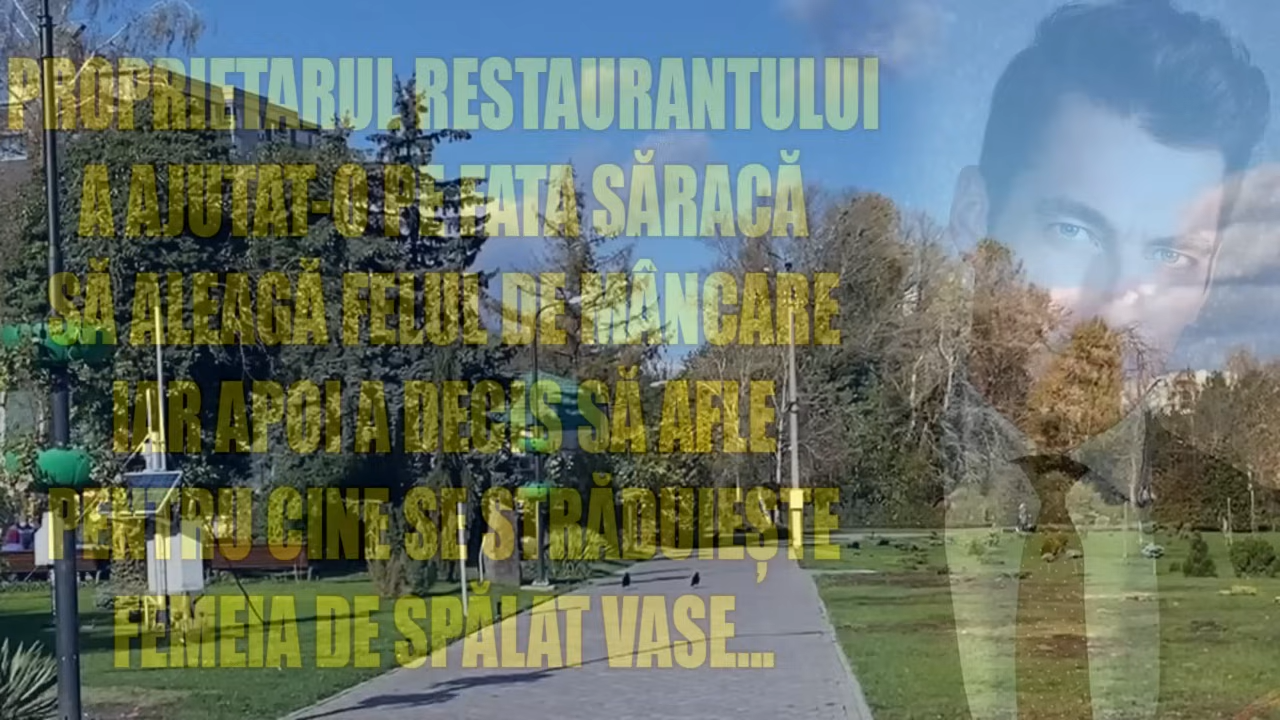 PROPRIETARUL RESTAURANTULUI
A AJUTAT-O PE FATA SĂRACĂ
SĂ ALEAGĂ FELUL DE MÂNCARE
IAR APOI A DECIS SĂ AFLE
PENTRU CINE SE STRĂDUIEȘTE
FEMEIA DE SPĂLAT VASE...